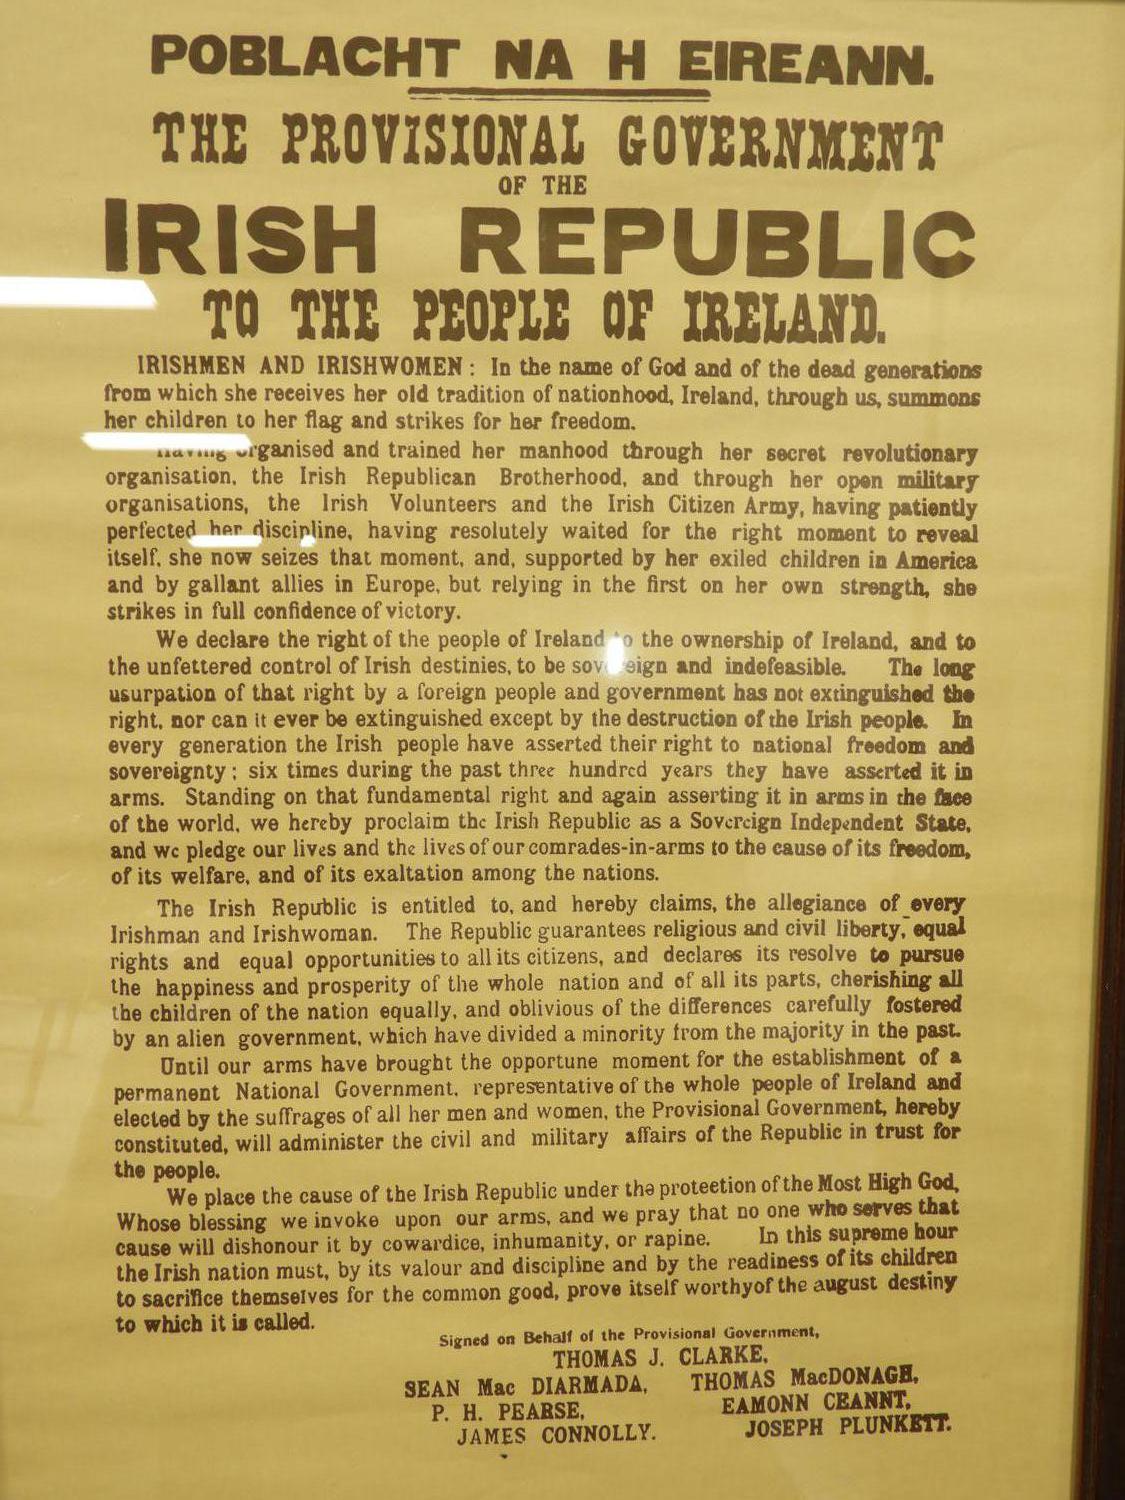 POBLACHT NA H EIREANN.
THE PROVISIONAL GOVERNMENT
OF THE
IRISH REPUBLIC
TO THE PEOPLE OF IRELAND.
IRISHMEN AND IRISHWOMEN : In the name of God and of the dead generations
from which she receives her old tradition of nationhood, Ireland, through us, summons
her children to her flag and strikes for her freedom.
Having organised and trained her manhood through her secret revolutionary
organisation, the Irish Republican Brotherhood, and through her open military
organisations, the Irish Volunteers and the Irish Citizen Army, having patiently
perfected her discipline, having resolutely waited for the right moment to reveal
itself, she now seizes that moment, and, supported by her exiled children in America
and by gallant allies in Europe, but relying in the first on her own strength, she
strikes in full confidence of victory.
We declare the right of the people of Ireland to the ownership of Ireland, and to
the unfettered control of Irish destinies, to be sovereign and indefeasible. The long
usurpation of that right by a foreign people and government has not extinguished the
right, nor can it ever be extinguished except by the destruction of the Irish people. In
every generation the Irish people have asserted their right to national freedom and
sovereignty ; six times during the past three hundred years they have asserted it in
arms. Standing on that fundamental right and again asserting it in arms in the face
of the world, we hereby proclaim the Irish Republic as a Sovereign Independent State,
and we pledge our lives and the lives of our comrades-in-arms to the cause of its freedom,
of its welfare, and of its exaltation among the nations.
The Irish Republic is entitled to, and hereby claims, the allegiance of every
Irishman and Irishwoman. The Republic guarantees religious and civil liberty, equal
rights and equal opportunities to all its citizens, and declares its resolve to pursue
the happiness and prosperity of the whole nation and of all its parts, cherishing all
the children of the nation equally, and oblivious of the differences carefully fostered
by an alien government, which have divided a minority from the majority in the past.
Until our arms have brought the opportune moment for the establishment of a
permanent National Government, representative of the whole people of Ireland and
elected by the suffrages of all her men and women, the Provisional Government, hereby
constituted, will administer the civil and military affairs of the Republic in trust for
the people.
We place the cause of the Irish Republic under the proteetion of the Most High God,
Whose blessing we invoke upon our arms, and we pray that no one who serves that
cause will dishonour it by cowardice, inhumanity, or rapine. In this supreme hour
the Irish nation must, by its valour and discipline and by the readiness of its children
to sacrifice themselves for the common good, prove itself worthyof the august destiny
to which it is called.
Signed on Behalf of the Provisional Government,
THOMAS J. CLARKE,
SEAN Mac DIARMADA, THOMAS MacDONAGH,
P. H. PEARSE, EAMONN CEANNT,
JAMES CONNOLLY. JOSEPH PLUNKETT.